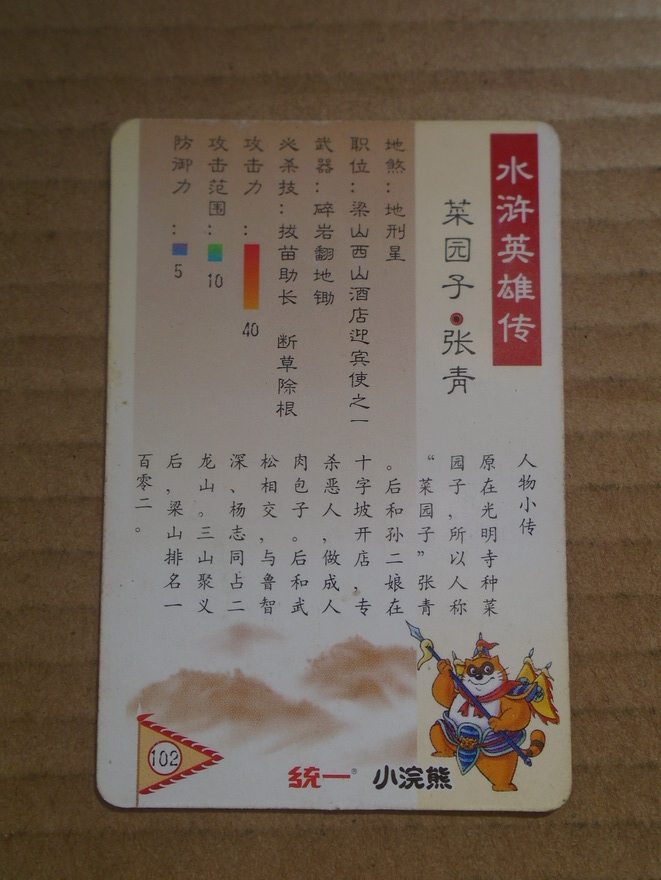 水浒英雄传
菜园子·张青
地煞：地刑星
职位：梁山西山酒店迎宾使之一
武器：碎岩翻地锄
必杀技：拔苗助长 断草除根
攻击力：40
攻击范围：10
防御力：5
人物小传
原在光明寺种菜
园子，所以人称
“菜园子”张青
。后和孙二娘在
十字坡开店，专
杀恶人，做成人
肉包子。后和武
松相交，与鲁智
深、杨志同占二
龙山。三山聚义
后，梁山排名一
百零二。
102
统一® 小浣熊